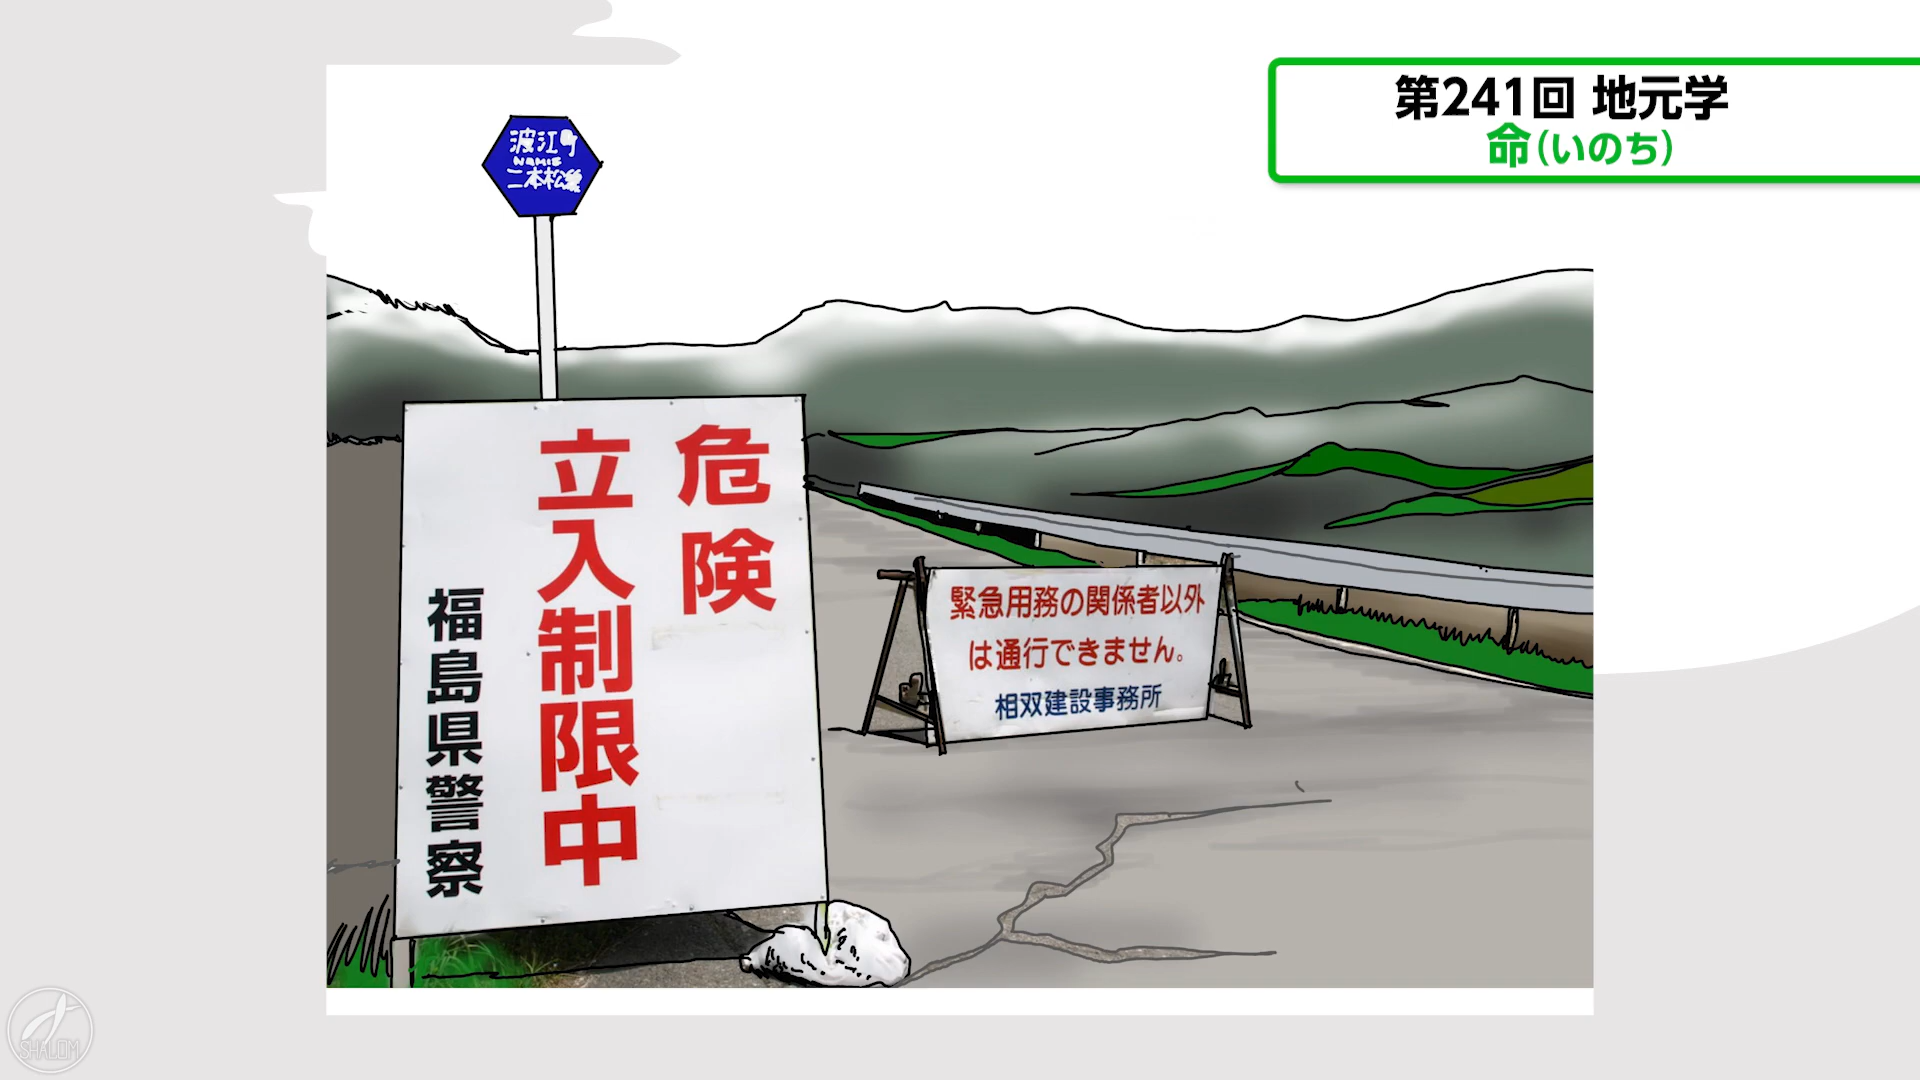 第241回 地元学
命(いのち)
波江町
NAMIE
二本松
危険
立入制限中
福島県警察
緊急用務の関係者以外
は通行できません。
相双建設事務所
SHALOM